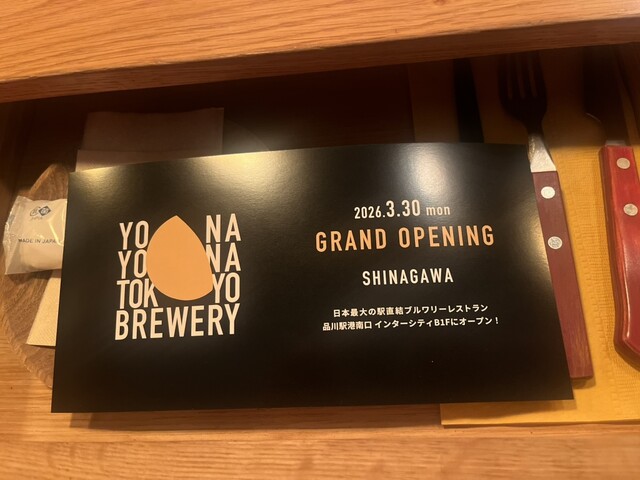 YO NA
YO NA
TOKYO
BREWERY
2026.3.30 mon
GRAND OPENING
SHINAGAWA
日本最大の駅直結ブルワリーレストラン
品川駅港南口 インターシティB1Fにオープン！
MADE IN JAPAN